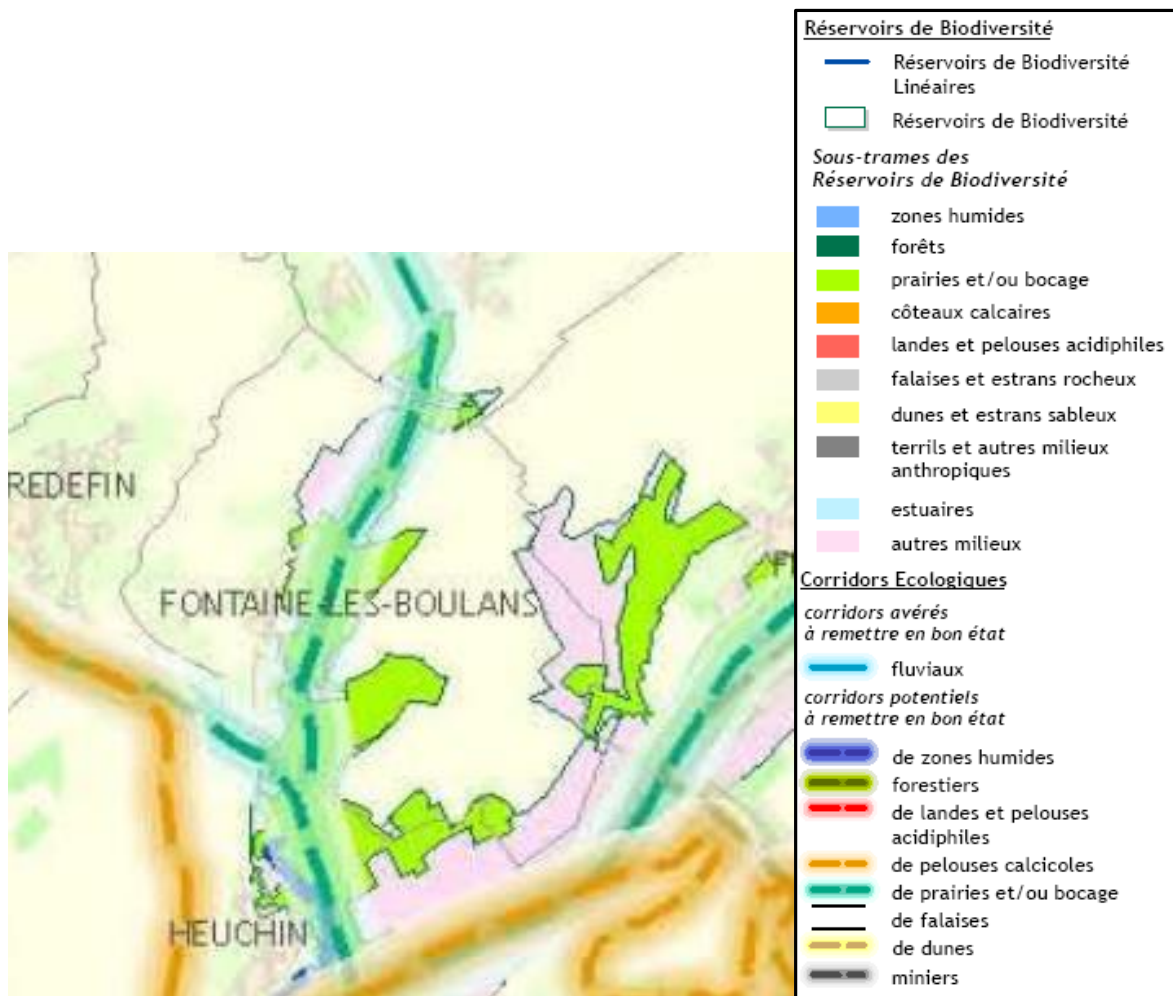 Réservoirs de Biodiversité
Réservoirs de Biodiversité
Linéaires
Réservoirs de Biodiversité
Sous-trames des
Réservoirs de Biodiversité
zones humides
forêts
prairies et/ou bocage
côteaux calcaires
landes et pelouses acidiphiles
falaises et estrans rocheux
dunes et estrans sableux
terrils et autres milieux
anthropiques
estuaires
autres milieux
Corridors Ecologiques
corridors avérés
à remettre en bon état
fluviaux
corridors potentiels
à remettre en bon état
de zones humides
forestiers
de landes et pelouses
acidiphiles
de pelouses calcicoles
de prairies et/ou bocage
de falaises
de dunes
miniers
REDEFIN
FONTAINE-LES-BOULANS
HEUCHIN